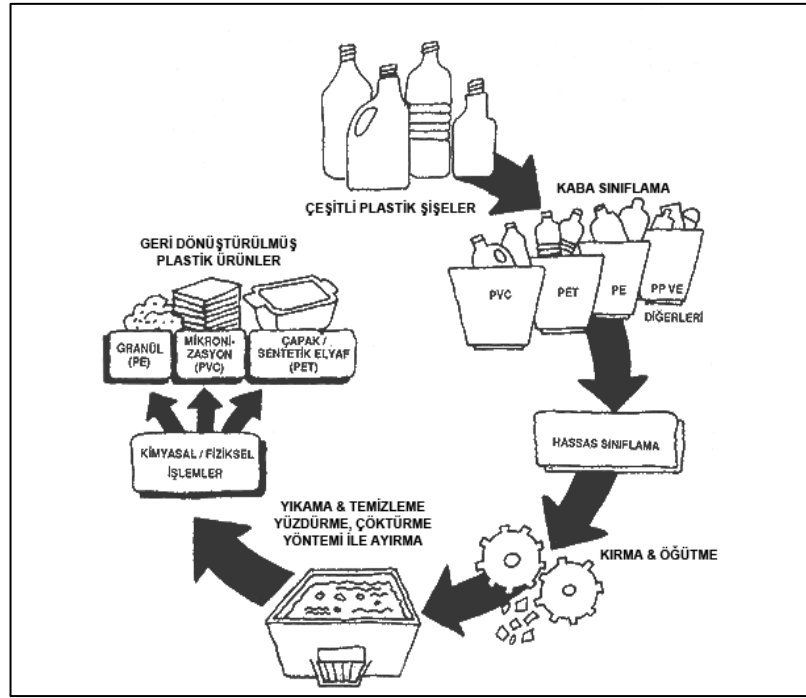 ÇEŞİTLİ PLASTİK ŞİŞELER
KABA SINIFLAMA
PVC
PET
PE
PP VE
DİĞERLERİ
HASSAS SINIFLAMA
KIRMA & ÖĞÜTME
YIKAMA & TEMİZLEME
YÜZDÜRME, ÇÖKTÜRME
YÖNTEMİ İLE AYIRMA
KİMYASAL / FİZİKSEL
İŞLEMLER
GRANÜL
(PE)
MİKRONİ-
ZASYON
(PVC)
ÇAPAK /
SENTETİK ELYAF
(PET)
GERİ DÖNÜŞTÜRÜLMÜŞ
PLASTİK ÜRÜNLER